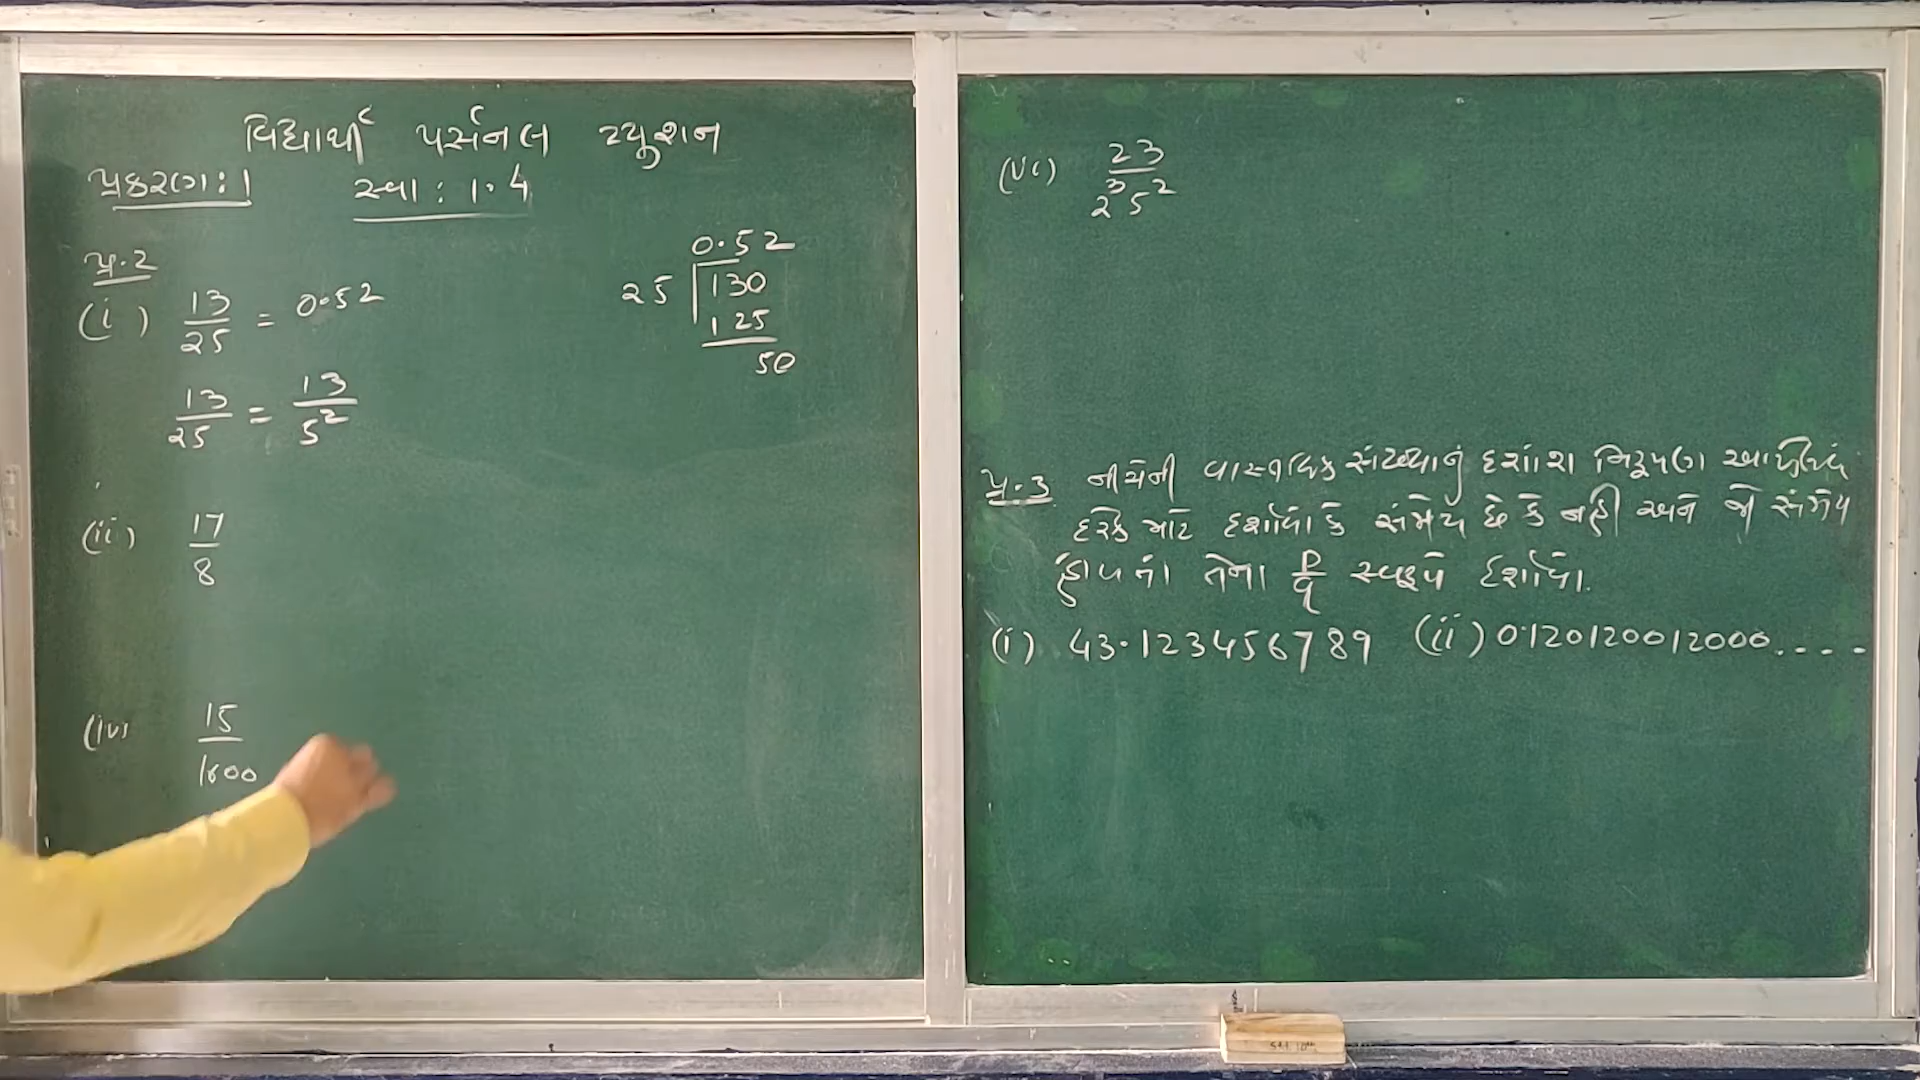 વિદ્યાર્થી પર્સનલ ટ્યુશન
પ્રકરણ : 1 સ્વા : 1.4
પ્ર.2
(i) 13/25 = 0.52
0.52
25 130
125
50
13/25 = 13/5²
(ii) 17/8
(iv) 15/1600
(vi) 23/2³5²
પ્ર.3 નીચેની વાસ્તવિક સંખ્યાનું દશાંશ નિરૂપણ આપેલું છે
દરેક માટે દર્શાવો કે સંમેય છે કે નહીં અને જો સંમેય
હોય તો તેના p/q સ્વરૂપે દર્શાવો.
(i) 43.123456789 (ii) 0.120120012000....